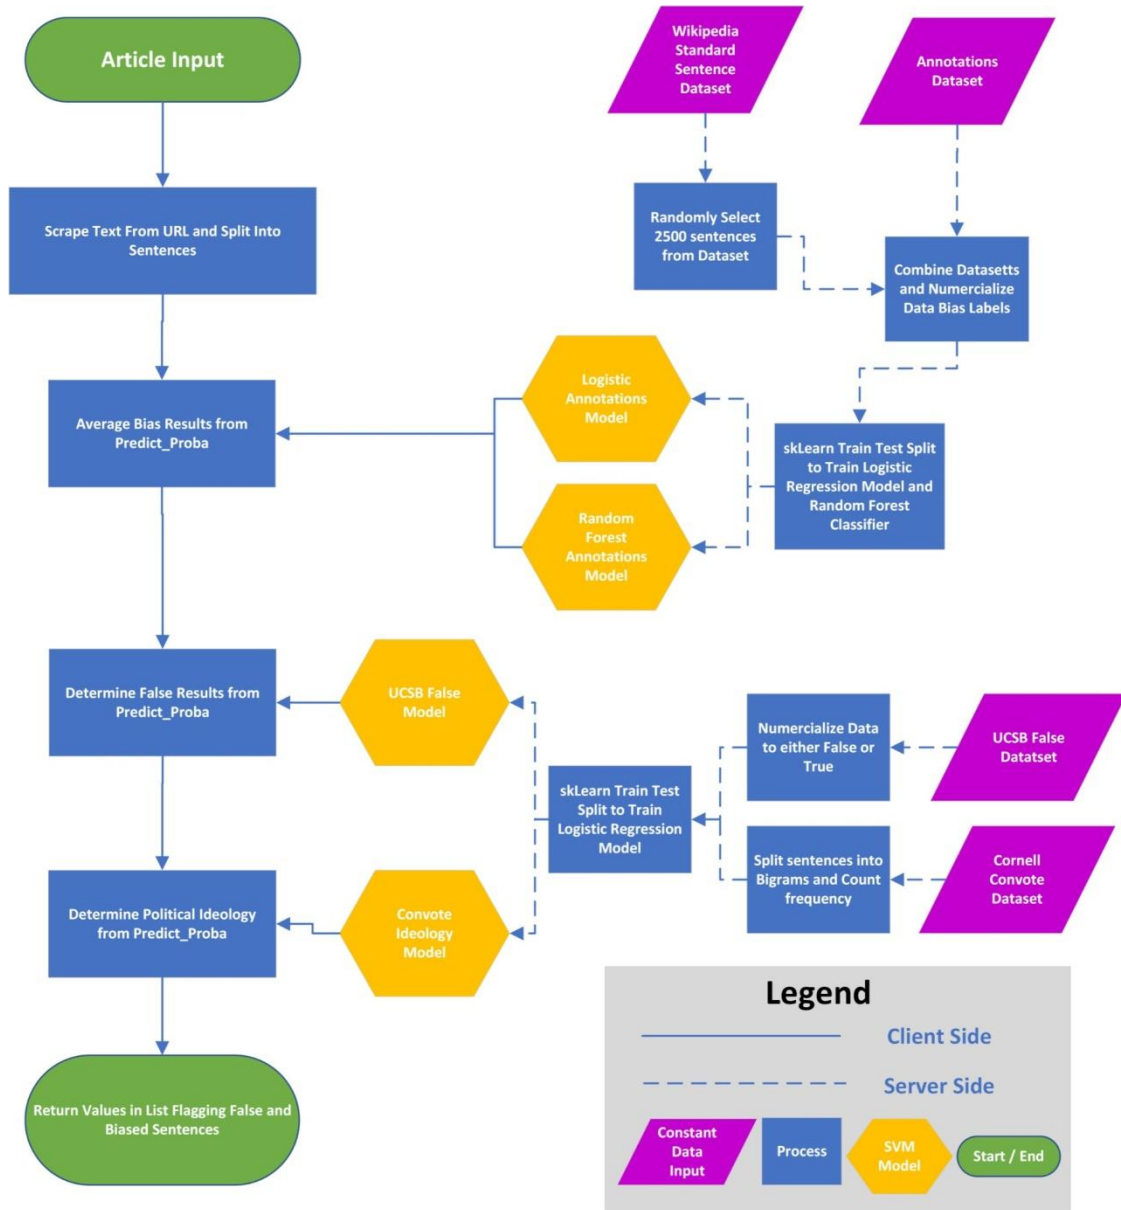 Article Input
Wikipedia
Standard
Sentence
Dataset
Annotations
Dataset
Scrape Text From URL and Split Into
Sentences
Randomly Select
2500 sentences
from Dataset
Combine Datasetts
and Numercialize
Data Bias Labels
Average Bias Results from
Predict_Proba
Logistic
Annotations
Model
skLearn Train Test Split
to Train Logistic
Regression Model and
Random Forest
Classifier
Random
Forest
Annotations
Model
Determine False Results from
Predict_Proba
UCSB False
Model
Numercialize Data
to either False or
True
UCSB False
Datatset
skLearn Train Test
Split to Train
Logistic Regression
Model
Split sentences into
Bigrams and Count
frequency
Cornell
Convote
Dataset
Determine Political Ideology
from Predict_Proba
Convote
Ideology
Model
Return Values in List Flagging False and
Biased Sentences
Legend
Client Side
Server Side
Constant
Data
Input
Process
SVM
Model
Start / End